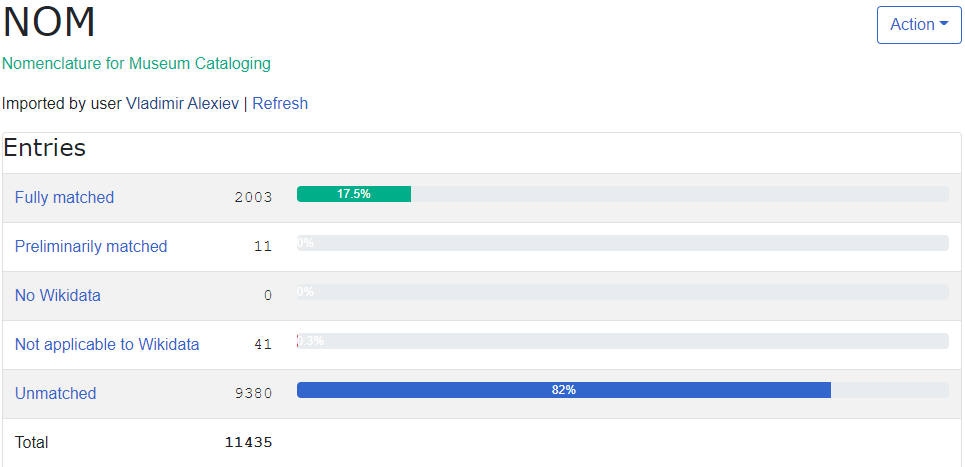 NOM
Action
Nomenclature for Museum Cataloging
Imported by user Vladimir Alexiev | Refresh
Entries
Fully matched 2003 17.5%
Preliminarily matched 11 0%
No Wikidata 0 0%
Not applicable to Wikidata 41 0.3%
Unmatched 9380 82%
Total 11435